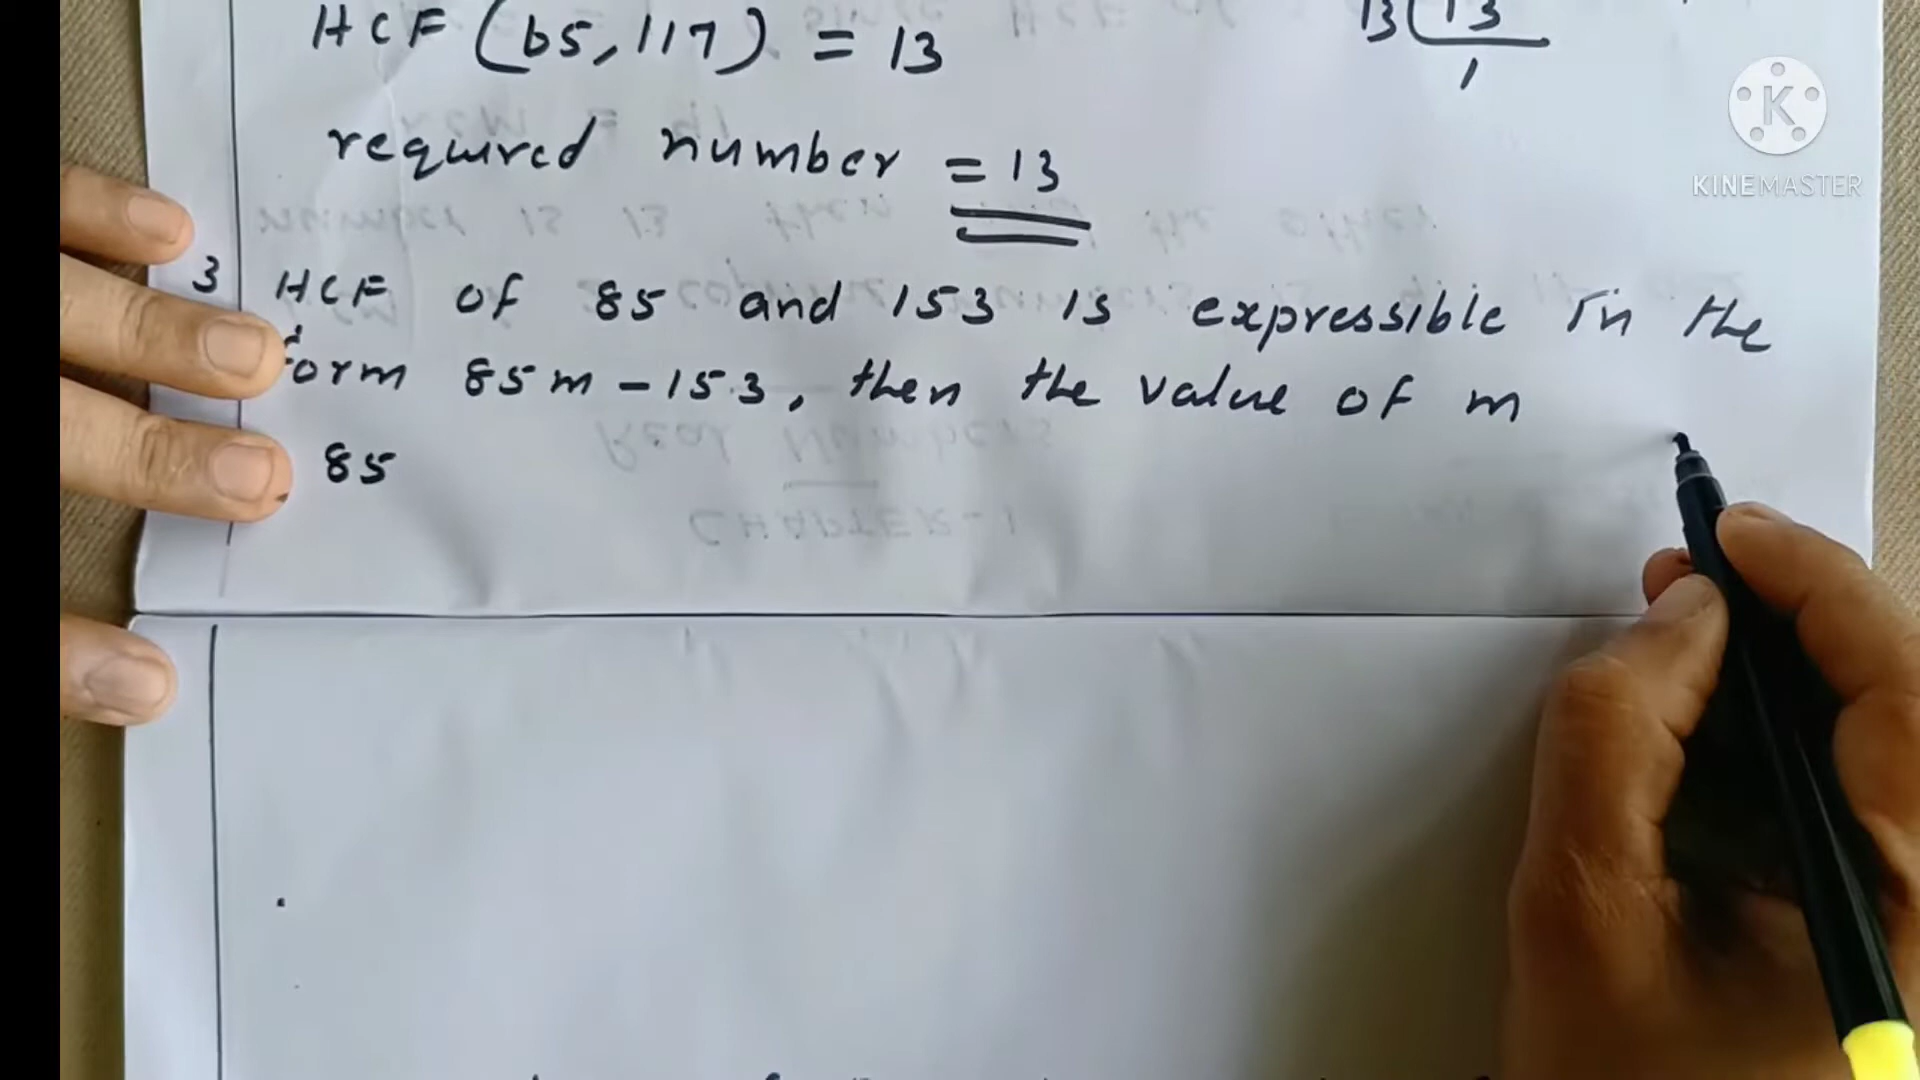 HCF (65,117) = 13
13 13
1
required number = 13
3 HCF of 85 and 153 is expressible in the
form 85m - 153, then the value of m
85
KINEMASTER